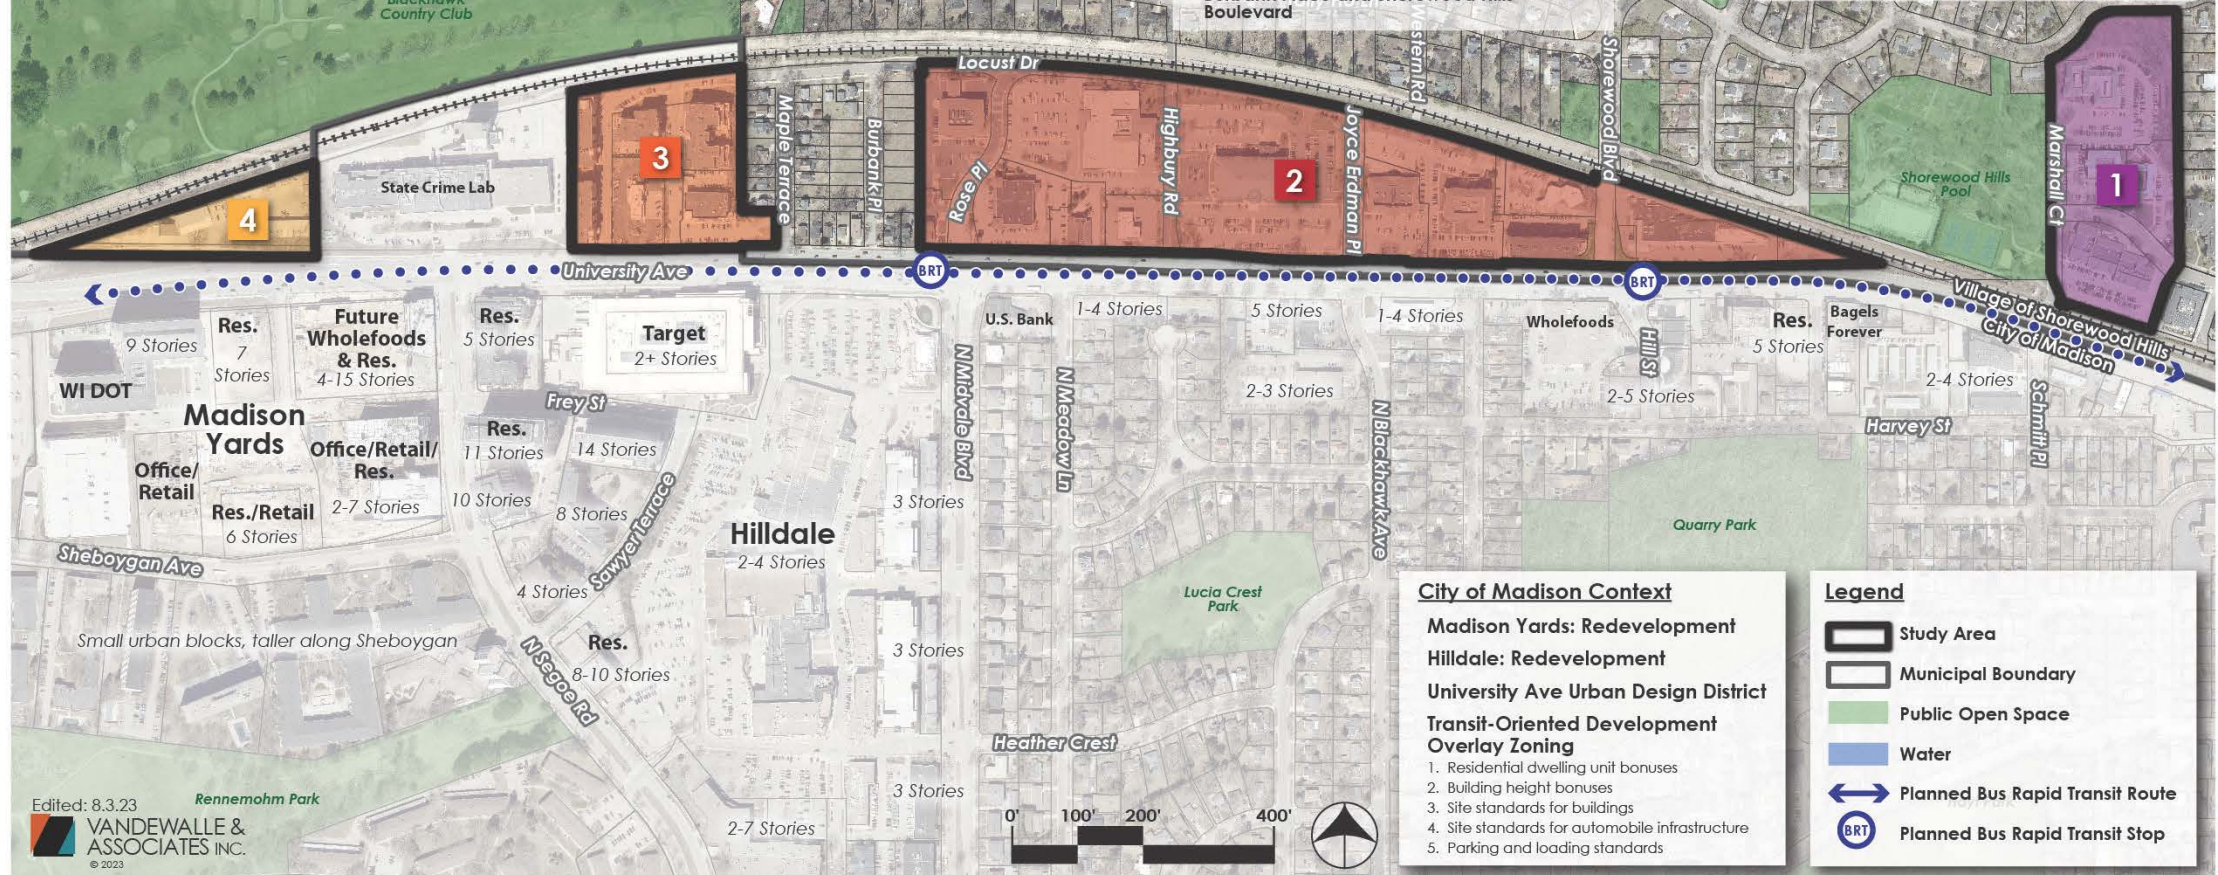 Blackhawk
Country Club
Burbank Place and Shorewood Hills
Boulevard
Locust Dr
Maple Terrace
Burbank Pl
Rose Pl
Highbury Rd
Joyce Erdman Pl
Western Rd
Shorewood Blvd
Marshall Ct
Shorewood Hills
Pool
1
2
3
4
State Crime Lab
University Ave
BRT
BRT
Village of Shorewood Hills
City of Madison
9 Stories
WI DOT
Res.
7
Stories
Future
Wholefoods
& Res.
4-15 Stories
Res.
5 Stories
Target
2+ Stories
U.S. Bank
1-4 Stories
5 Stories
1-4 Stories
Wholefoods
Hill St
Res.
5 Stories
Bagels
Forever
Madison
Yards
Frey St
N Midvale Blvd
N Meadow Ln
2-3 Stories
N Blackhawk Ave
2-5 Stories
2-4 Stories
Harvey St
Schmitt Pl
Office/
Retail
Office/Retail/
Res.
2-7 Stories
Res.
11 Stories
14 Stories
10 Stories
8 Stories
Res./Retail
6 Stories
Sawyer Terrace
3 Stories
Hilldale
2-4 Stories
Quarry Park
Sheboygan Ave
4 Stories
Lucia Crest
Park
Small urban blocks, taller along Sheboygan
N Segoe Rd
Res.
8-10 Stories
3 Stories
Heather Crest
3 Stories
2-7 Stories
Rennemohm Park
Edited: 8.3.23
VANDEWALLE &
ASSOCIATES INC.
© 2023
0' 100' 200' 400'
City of Madison Context
Madison Yards: Redevelopment
Hilldale: Redevelopment
University Ave Urban Design District
Transit-Oriented Development
Overlay Zoning
1. Residential dwelling unit bonuses
2. Building height bonuses
3. Site standards for buildings
4. Site standards for automobile infrastructure
5. Parking and loading standards
Legend
Study Area
Municipal Boundary
Public Open Space
Water
Planned Bus Rapid Transit Route
BRT Planned Bus Rapid Transit Stop